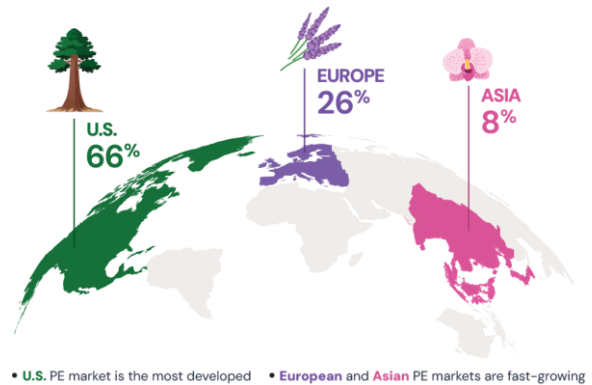 U.S.
66%
EUROPE
26%
ASIA
8%
• U.S. PE market is the most developed
• European and Asian PE markets are fast-growing